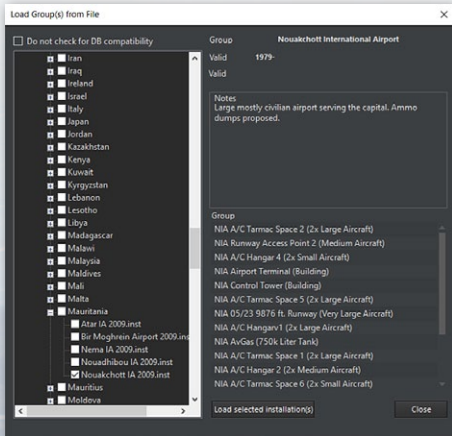 Load Group(s) from File
Do not check for DB compatibility
Iran
Iraq
Ireland
Israel
Italy
Japan
Jordan
Kazakhstan
Kenya
Kuwait
Kyrgyzstan
Lebanon
Lesotho
Libya
Madagascar
Malawi
Malaysia
Maldives
Mali
Malta
Mauritania
Atar IA 2009.inst
Bir Moghrein Airport 2009.ins
Nema IA 2009.inst
Nouadhibou IA 2009.inst
Nouakchott IA 2009.inst
Mauritius
Moldova
Group Nouakchott International Airport
Valid 1979-
Valid
Notes
Large mostly civilian airport serving the capital. Ammo
dumps proposed.
Group
NIA A/C Tarmac Space 2 (2x Large Aircraft)
NIA Runway Access Point 2 (Medium Aircraft)
NIA A/C Hangar 4 (2x Small Aircraft)
NIA Airport Terminal (Building)
NIA Control Tower (Building)
NIA A/C Tarmac Space 5 (2x Large Aircraft)
NIA 05/23 9876 ft. Runway (Very Large Aircraft)
NIA A/C Hangarv1 (2x Large Aircraft)
NIA AvGas (750k Liter Tank)
NIA A/C Tarmac Space 1 (2x Large Aircraft)
NIA A/C Hangar 2 (2x Medium Aircraft)
NIA A/C Tarmac Space 6 (2x Small Aircraft)
Load selected installation(s)
Close